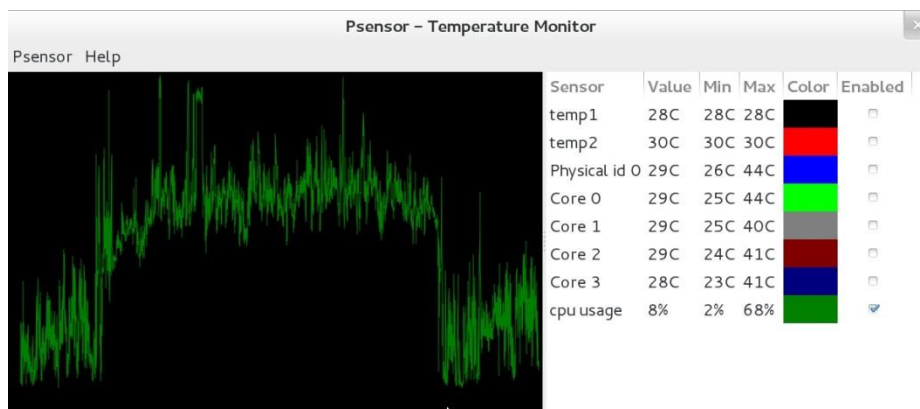 Psensor – Temperature Monitor
Psensor Help
Sensor Value Min Max Color Enabled
temp1 28C 28C 28C
temp2 30C 30C 30C
Physical id 0 29C 26C 44C
Core 0 29C 25C 44C
Core 1 29C 25C 40C
Core 2 29C 24C 41C
Core 3 28C 23C 41C
cpu usage 8% 2% 68%